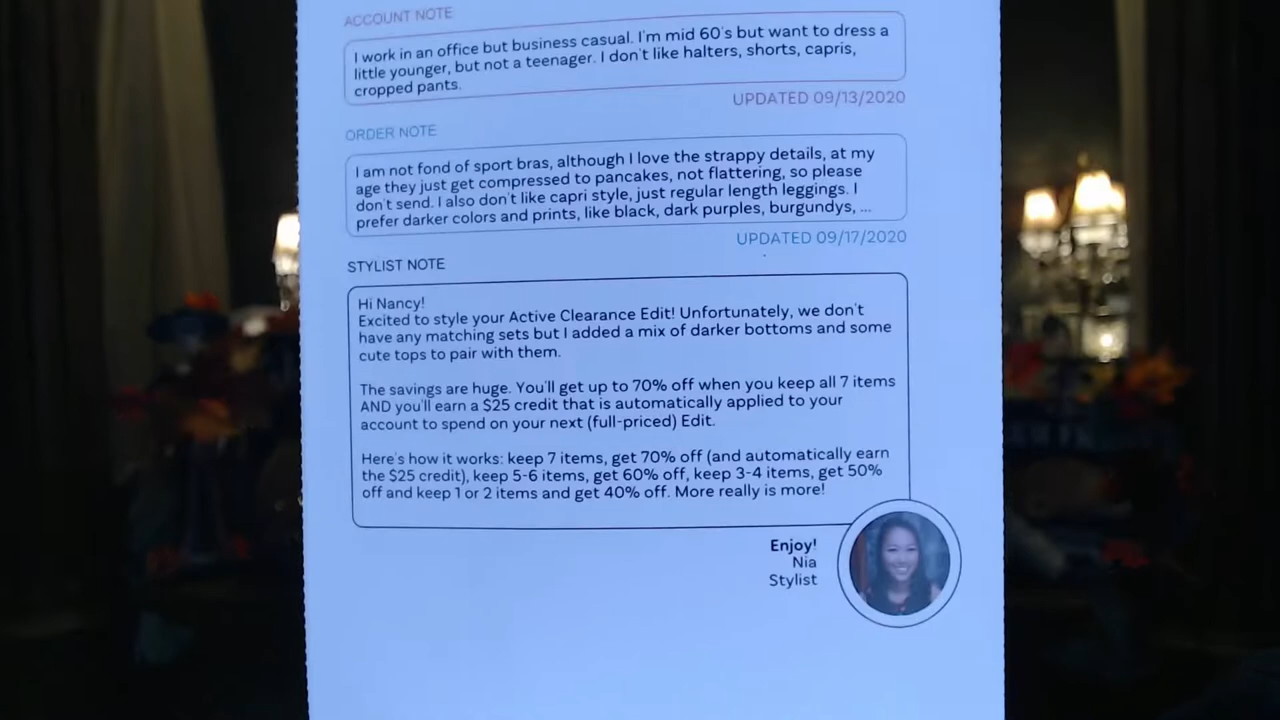 ACCOUNT NOTE
I work in an office but business casual. I'm mid 60's but want to dress a
little younger, but not a teenager. I don't like halters, shorts, capris,
cropped pants.
UPDATED 09/13/2020
ORDER NOTE
I am not fond of sport bras, although I love the strappy details, at my
age they just get compressed to pancakes, not flattering, so please
don't send. I also don't like capri style, just regular length leggings. I
prefer darker colors and prints, like black, dark purples, burgundys, ...
UPDATED 09/17/2020
STYLIST NOTE
Hi Nancy!
Excited to style your Active Clearance Edit! Unfortunately, we don't
have any matching sets but I added a mix of darker bottoms and some
cute tops to pair with them.
The savings are huge. You'll get up to 70% off when you keep all 7 items
AND you'll earn a $25 credit that is automatically applied to your
account to spend on your next (full-priced) Edit.
Here's how it works: keep 7 items, get 70% off (and automatically earn
the $25 credit), keep 5-6 items, get 60% off, keep 3-4 items, get 50%
off and keep 1 or 2 items and get 40% off. More really is more!
Enjoy!
Nia
Stylist